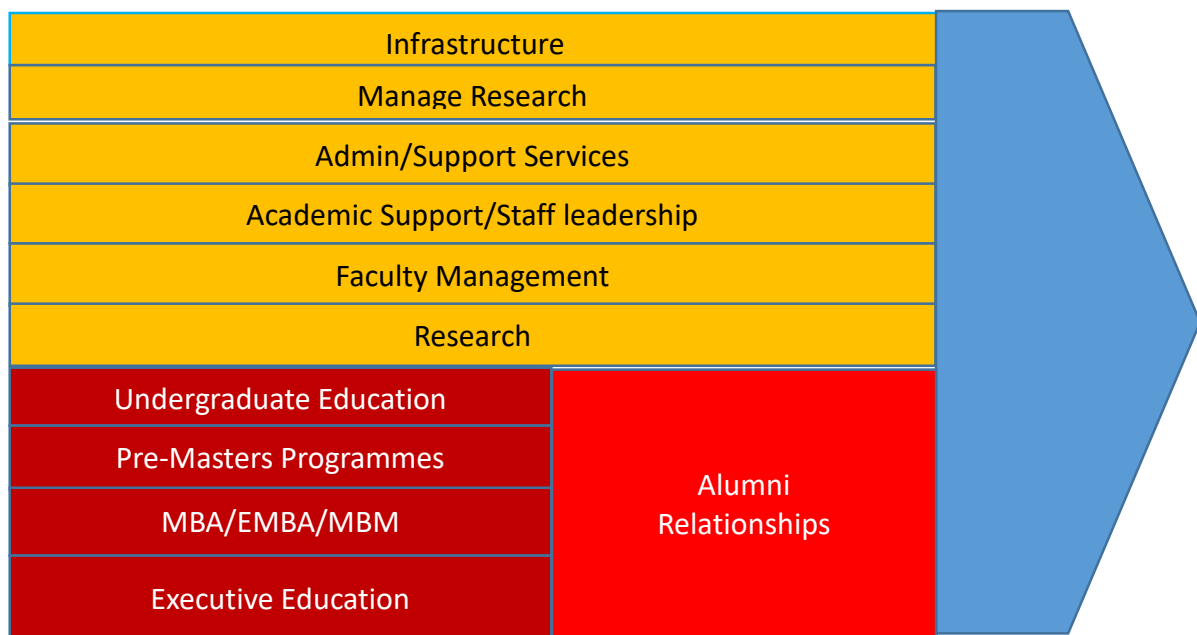 Infrastructure
Manage Research
Admin/Support Services
Academic Support/Staff leadership
Faculty Management
Research
Undergraduate Education
Pre-Masters Programmes
MBA/EMBA/MBM
Executive Education
Alumni
Relationships